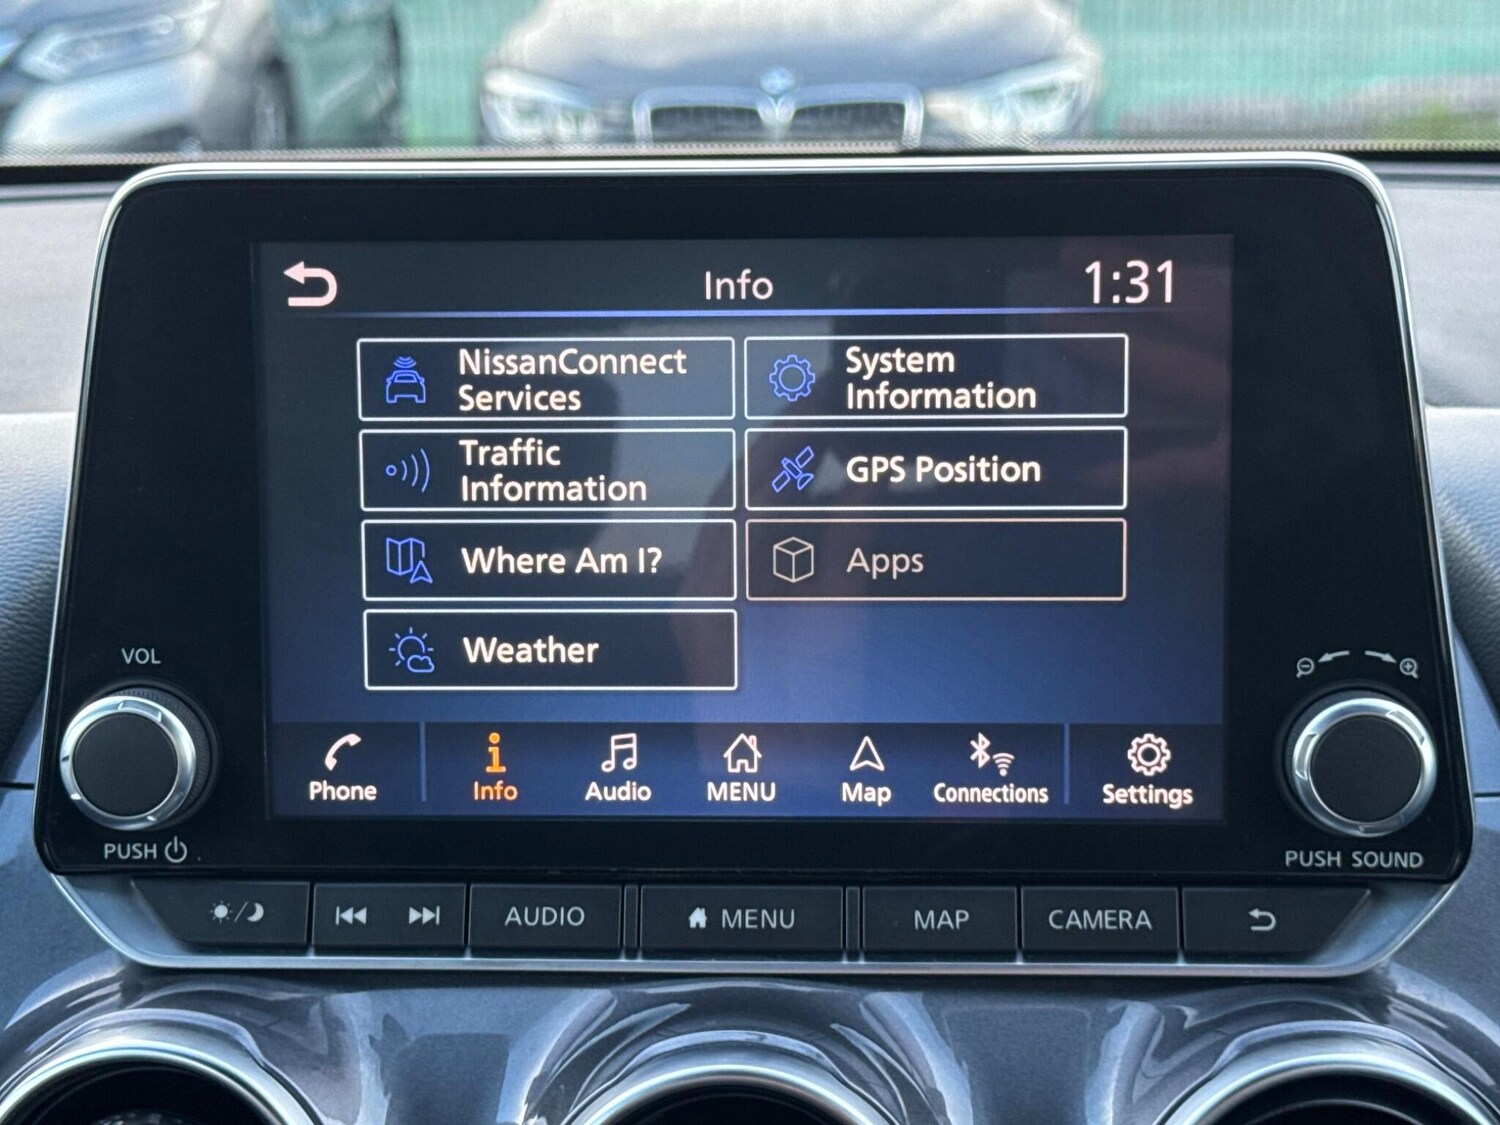 Info
1:31
NissanConnect
Services
System
Information
Traffic
Information
GPS Position
Where Am I?
Apps
Weather
Phone
Info
Audio
MENU
Map
Connections
Settings
VOL
PUSH
PUSH SOUND
AUDIO
MENU
MAP
CAMERA